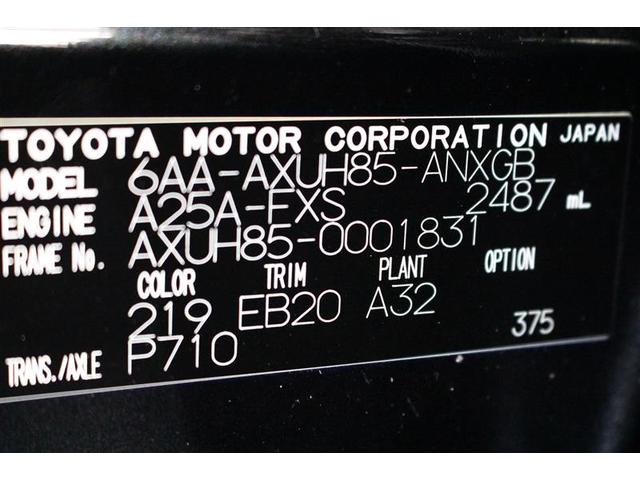 TOYOTA MOTOR CORPORATION JAPAN
MODEL 6AA-AXUH85-ANXGB
ENGINE A25A-FXS 2487 mL
FRAME No. AXUH85-0001831
COLOR TRIM PLANT OPTION
219 EB20 A32 375
TRANS./AXLE P710